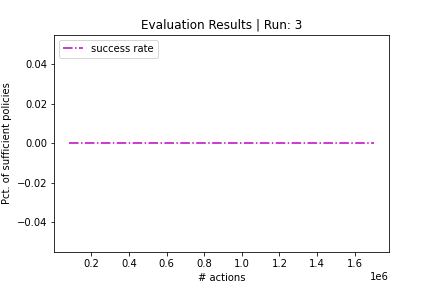 Evaluation Results | Run: 3
success rate
Pct. of sufficient policies
0.04
0.02
0.00
−0.02
−0.04
0.2 0.4 0.6 0.8 1.0 1.2 1.4 1.6
1e6
# actions